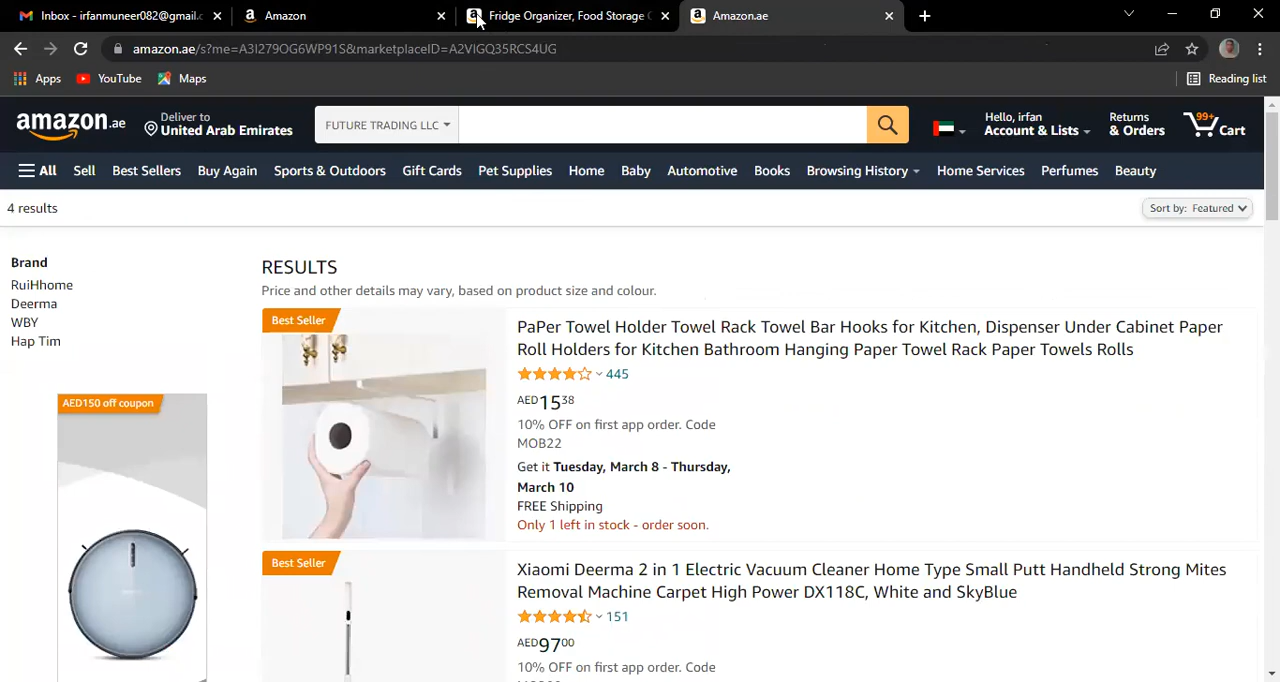 Inbox - irfanmuneer082@gmail.c
Amazon
Fridge Organizer, Food Storage C
Amazon.ae
amazon.ae/s?me=A3I279OG6WP91S&marketplaceID=A2VIGQ35RCS4UG
Apps
YouTube
Maps
Reading list
amazon.ae
Deliver to
United Arab Emirates
FUTURE TRADING LLC
Hello, irfan
Account & Lists
Returns
& Orders
99+
Cart
All
Sell
Best Sellers
Buy Again
Sports & Outdoors
Gift Cards
Pet Supplies
Home
Baby
Automotive
Books
Browsing History
Home Services
Perfumes
Beauty
4 results
Sort by: Featured
Brand
RuiHhome
Deerma
WBY
Hap Tim
AED150 off coupon
RESULTS
Price and other details may vary, based on product size and colour.
Best Seller
PaPer Towel Holder Towel Rack Towel Bar Hooks for Kitchen, Dispenser Under Cabinet Paper
Roll Holders for Kitchen Bathroom Hanging Paper Towel Rack Paper Towels Rolls
445
AED15 38
10% OFF on first app order. Code
MOB22
Get it Tuesday, March 8 - Thursday,
March 10
FREE Shipping
Only 1 left in stock - order soon.
Best Seller
Xiaomi Deerma 2 in 1 Electric Vacuum Cleaner Home Type Small Putt Handheld Strong Mites
Removal Machine Carpet High Power DX118C, White and SkyBlue
151
AED97 00
10% OFF on first app order. Code